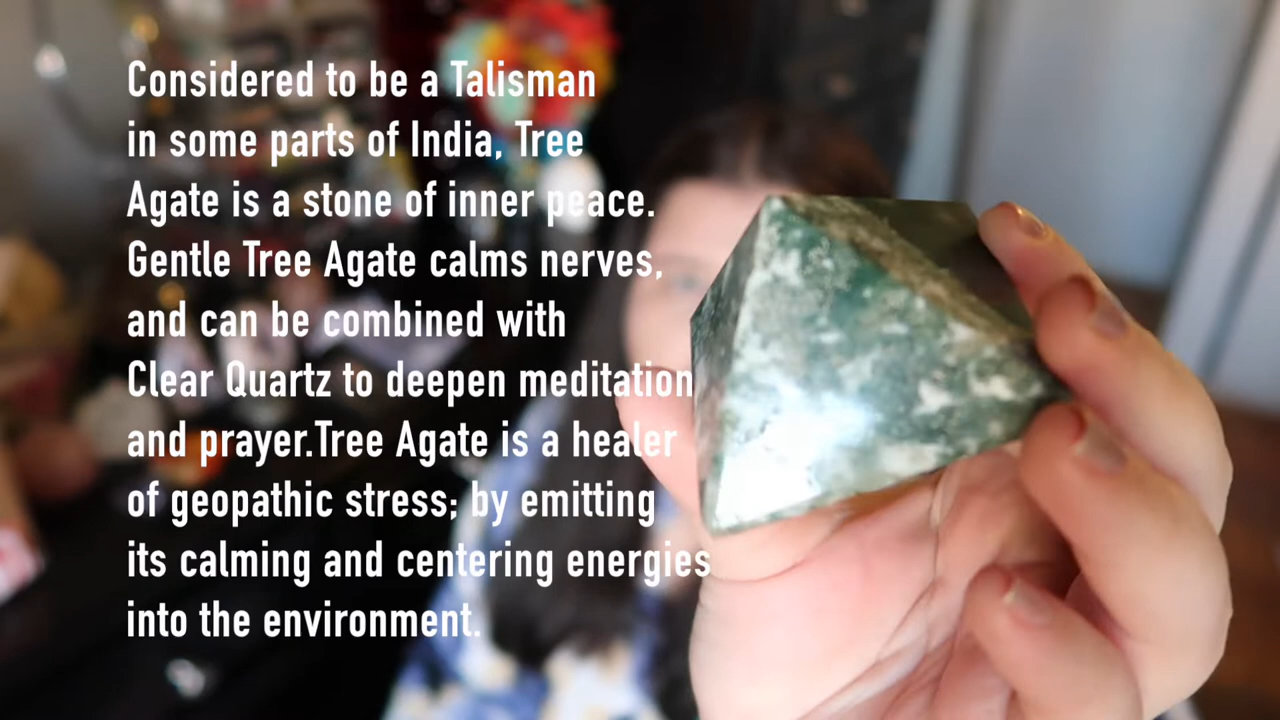 Considered to be a Talisman
in some parts of India, Tree
Agate is a stone of inner peace.
Gentle Tree Agate calms nerves,
and can be combined with
Clear Quartz to deepen meditation
and prayer.Tree Agate is a healer
of geopathic stress; by emitting
its calming and centering energies
into the environment.